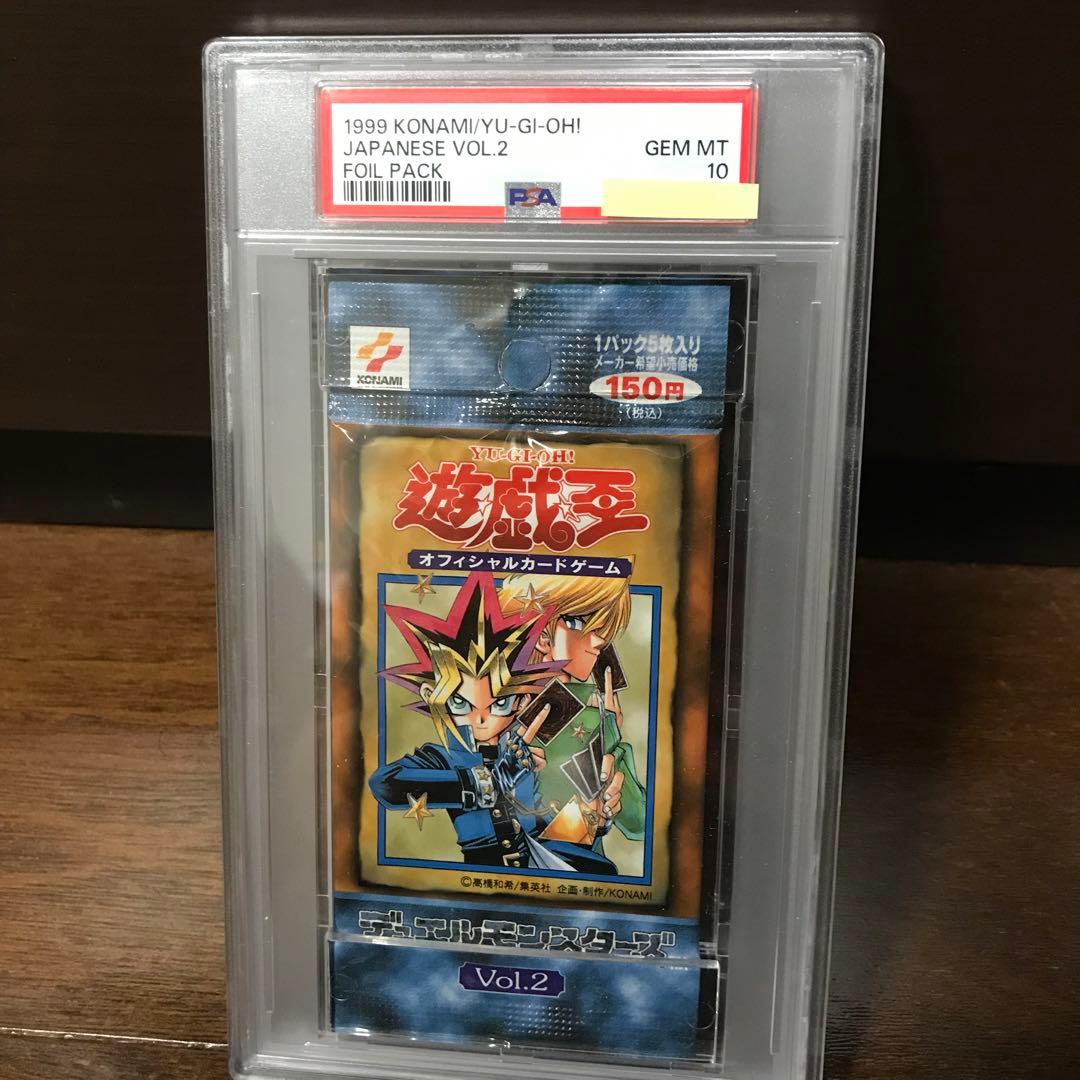 1999 KONAMI/YU-GI-OH!
JAPANESE VOL.2
GEM MT
FOIL PACK
10
PSA
KONAMI
1パック5枚入り
メーカー希望小売価格
150円
(税込)
YU-GI-OH!
遊戯王
オフィシャルカードゲーム
©高橋和希/集英社 企画・制作/KONAMI
デュエルモンスターズ
Vol.2